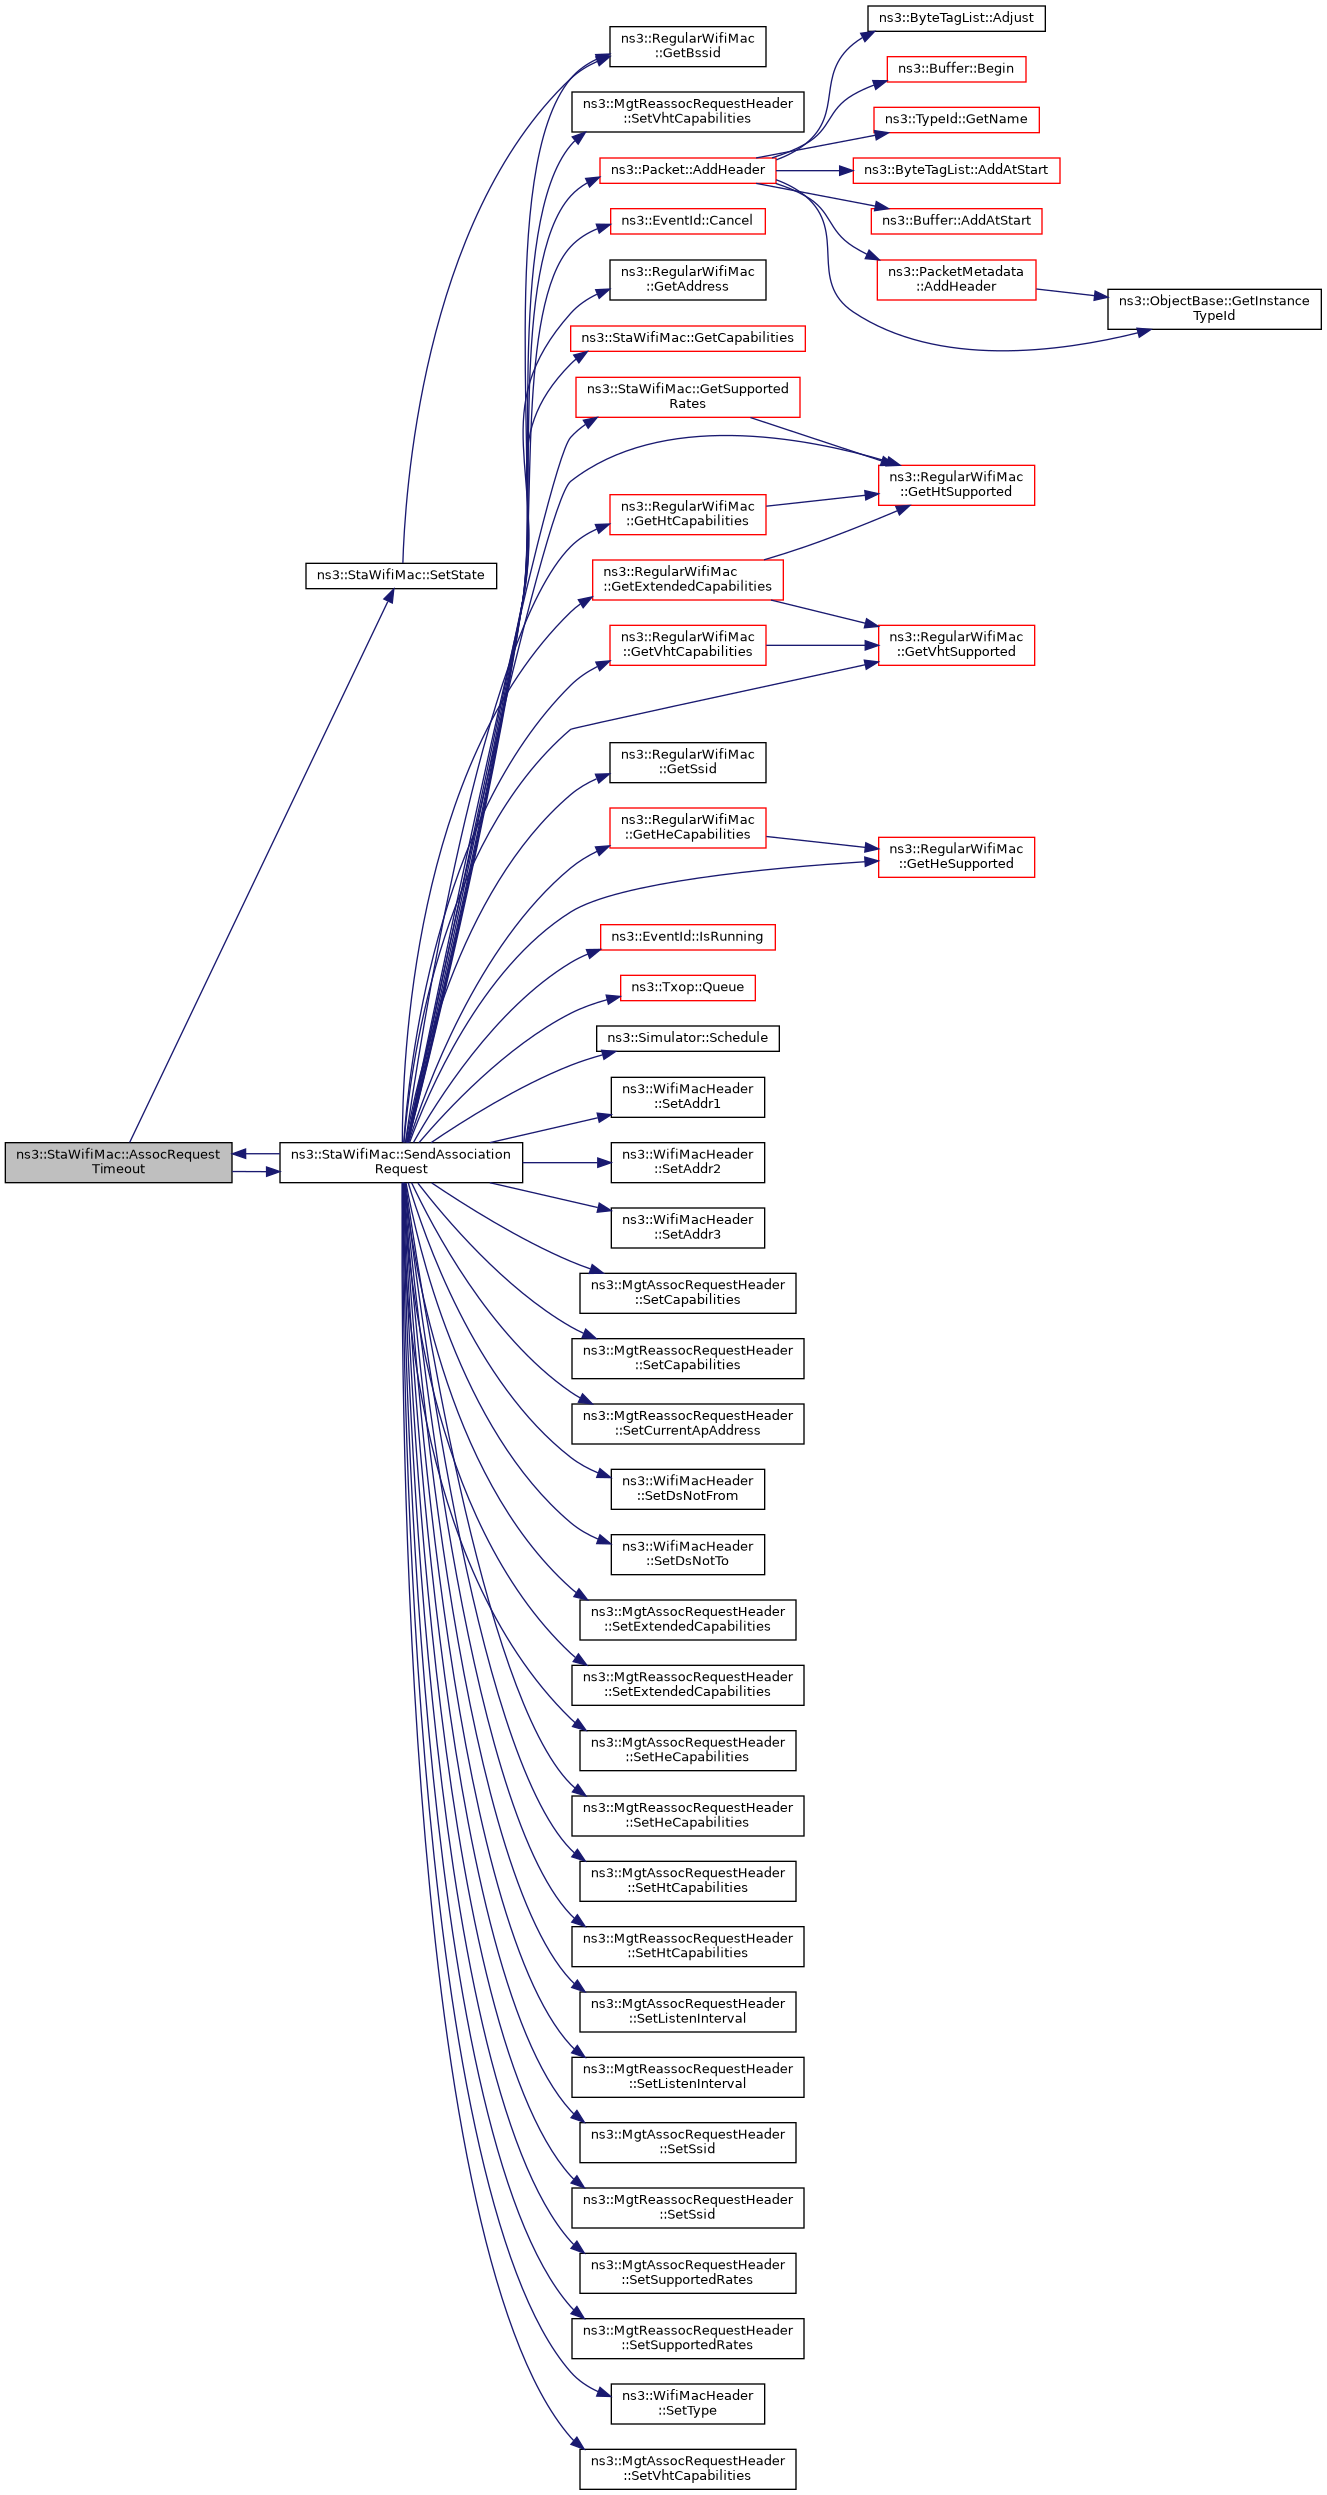 ns3::StaWifiMac::AssocRequest
Timeout
ns3::StaWifiMac::SetState
ns3::StaWifiMac::SendAssociation
Request
ns3::RegularWifiMac
::GetBssid
ns3::MgtReassocRequestHeader
::SetVhtCapabilities
ns3::Packet::AddHeader
ns3::EventId::Cancel
ns3::RegularWifiMac
::GetAddress
ns3::StaWifiMac::GetCapabilities
ns3::StaWifiMac::GetSupported
Rates
ns3::RegularWifiMac
::GetHtCapabilities
ns3::RegularWifiMac
::GetExtendedCapabilities
ns3::RegularWifiMac
::GetVhtCapabilities
ns3::RegularWifiMac
::GetSsid
ns3::RegularWifiMac
::GetHeCapabilities
ns3::EventId::IsRunning
ns3::Txop::Queue
ns3::Simulator::Schedule
ns3::WifiMacHeader
::SetAddr1
ns3::WifiMacHeader
::SetAddr2
ns3::WifiMacHeader
::SetAddr3
ns3::MgtAssocRequestHeader
::SetCapabilities
ns3::MgtReassocRequestHeader
::SetCapabilities
ns3::MgtReassocRequestHeader
::SetCurrentApAddress
ns3::WifiMacHeader
::SetDsNotFrom
ns3::WifiMacHeader
::SetDsNotTo
ns3::MgtAssocRequestHeader
::SetExtendedCapabilities
ns3::MgtReassocRequestHeader
::SetExtendedCapabilities
ns3::MgtAssocRequestHeader
::SetHeCapabilities
ns3::MgtReassocRequestHeader
::SetHeCapabilities
ns3::MgtAssocRequestHeader
::SetHtCapabilities
ns3::MgtReassocRequestHeader
::SetHtCapabilities
ns3::MgtAssocRequestHeader
::SetListenInterval
ns3::MgtReassocRequestHeader
::SetListenInterval
ns3::MgtAssocRequestHeader
::SetSsid
ns3::MgtReassocRequestHeader
::SetSsid
ns3::MgtAssocRequestHeader
::SetSupportedRates
ns3::MgtReassocRequestHeader
::SetSupportedRates
ns3::WifiMacHeader
::SetType
ns3::MgtAssocRequestHeader
::SetVhtCapabilities
ns3::ByteTagList::Adjust
ns3::Buffer::Begin
ns3::TypeId::GetName
ns3::ByteTagList::AddAtStart
ns3::Buffer::AddAtStart
ns3::PacketMetadata
::AddHeader
ns3::RegularWifiMac
::GetHtSupported
ns3::RegularWifiMac
::GetVhtSupported
ns3::RegularWifiMac
::GetHeSupported
ns3::ObjectBase::GetInstance
TypeId